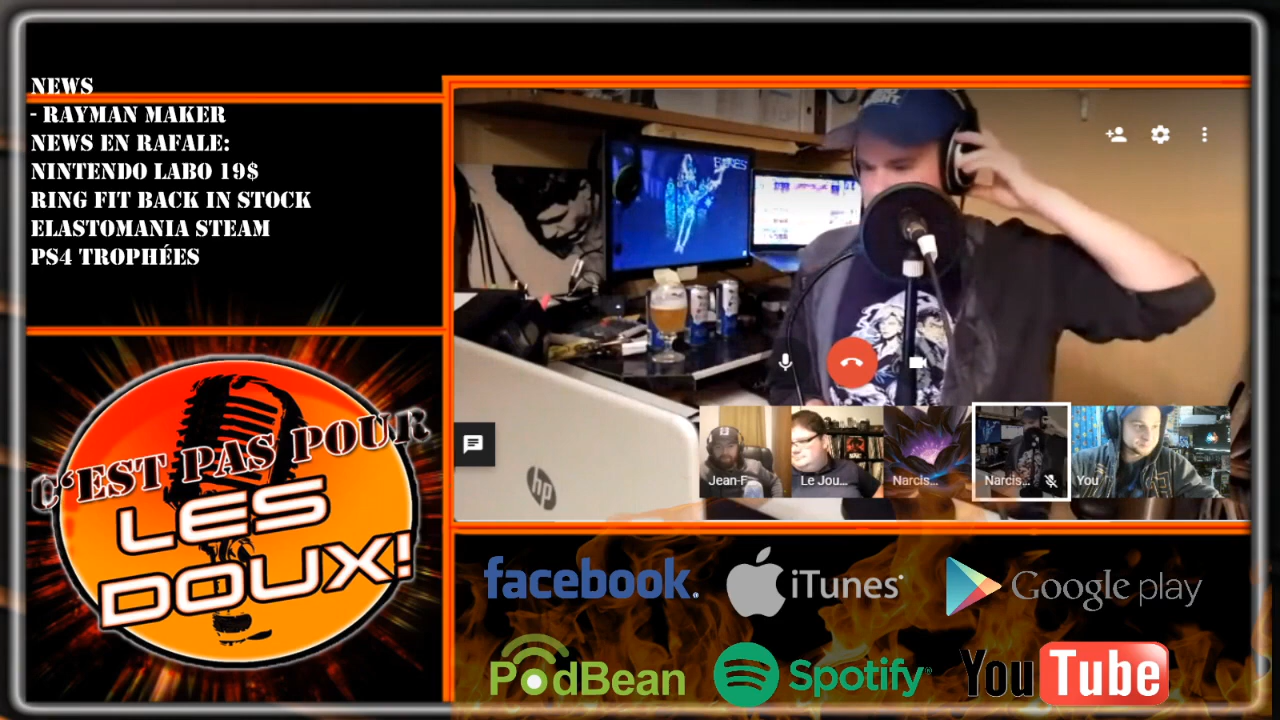 NEWS
- RAYMAN MAKER
NEWS EN RAFALE:
NINTENDO LABO 19$
RING FIT BACK IN STOCK
ELASTOMANIA STEAM
PS4 TROPHÉES
C'EST PAS POUR
LES
DOUX!
hp
Jean-F...
Le Jou...
Narcis...
Narcis...
You
facebook.
iTunes
Google play
PodBean
Spotify
YouTube